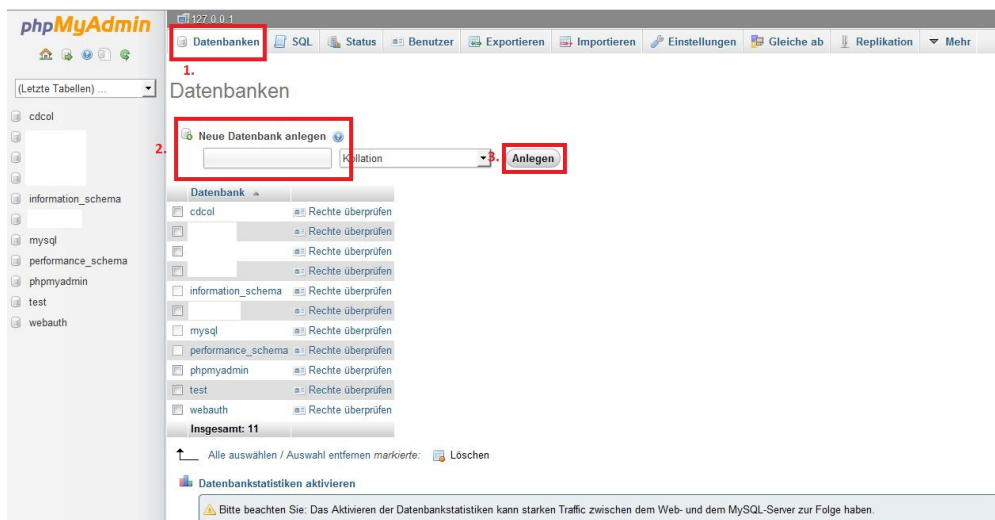 phpMyAdmin
(Letzte Tabellen) ...
cdcol
information_schema
mysql
performance_schema
phpmyadmin
test
webauth
127.0.0.1
Datenbanken
SQL
Status
Benutzer
Exportieren
Importieren
Einstellungen
Gleiche ab
Replikation
Mehr
1.
Datenbanken
2.
Neue Datenbank anlegen
Kollation
3.
Anlegen
Datenbank
cdcol Rechte überprüfen
Rechte überprüfen
Rechte überprüfen
Rechte überprüfen
information_schema Rechte überprüfen
Rechte überprüfen
mysql Rechte überprüfen
performance_schema Rechte überprüfen
phpmyadmin Rechte überprüfen
test Rechte überprüfen
webauth Rechte überprüfen
Insgesamt: 11
Alle auswählen / Auswahl entfernen markierte: Löschen
Datenbankstatistiken aktivieren
Bitte beachten Sie: Das Aktivieren der Datenbankstatistiken kann starken Traffic zwischen dem Web- und dem MySQL-Server zur Folge haben.